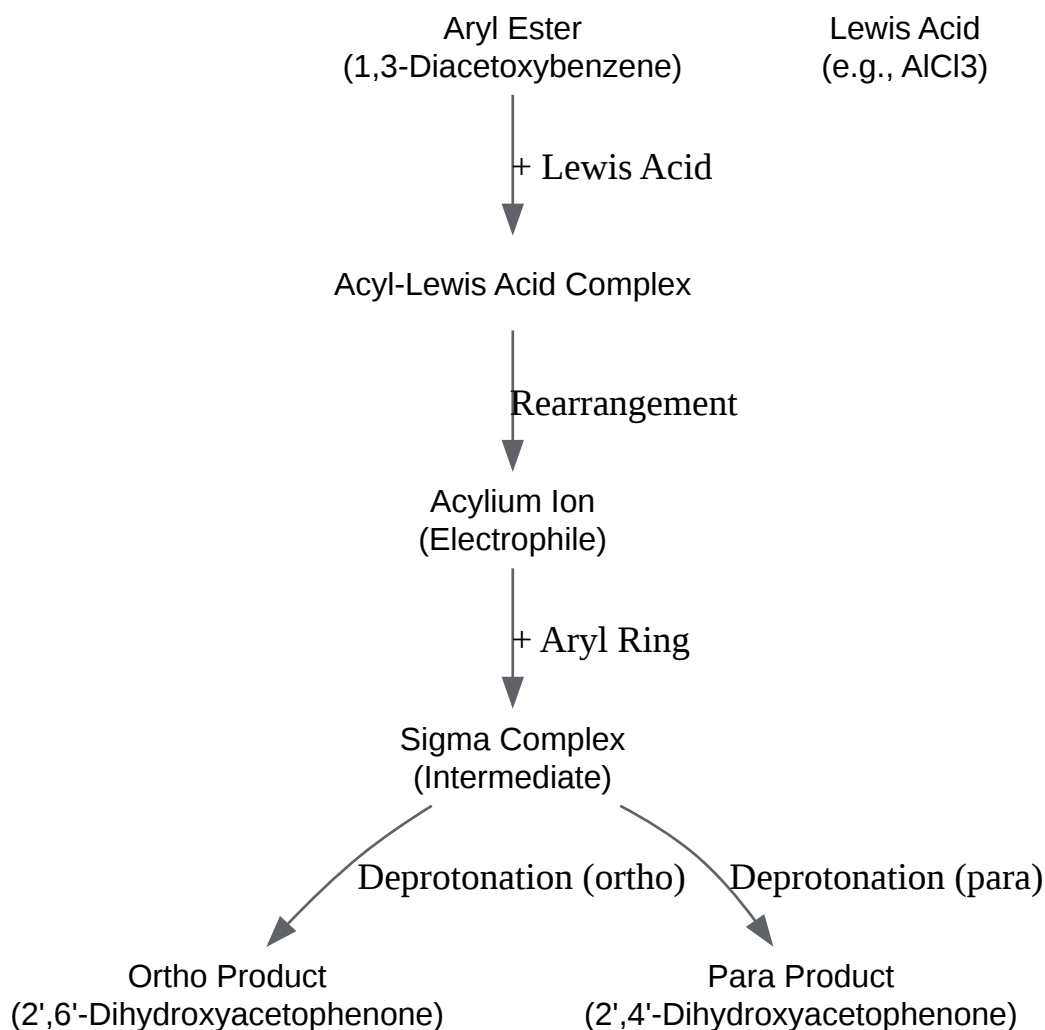 Aryl Ester
(1,3-Diacetoxybenzene)
Lewis Acid
(e.g., AlCl3)
+ Lewis Acid
Acyl-Lewis Acid Complex
Rearrangement
Acylium Ion
(Electrophile)
+ Aryl Ring
Sigma Complex
(Intermediate)
Deprotonation (ortho)
Deprotonation (para)
Ortho Product
(2',6'-Dihydroxyacetophenone)
Para Product
(2',4'-Dihydroxyacetophenone)